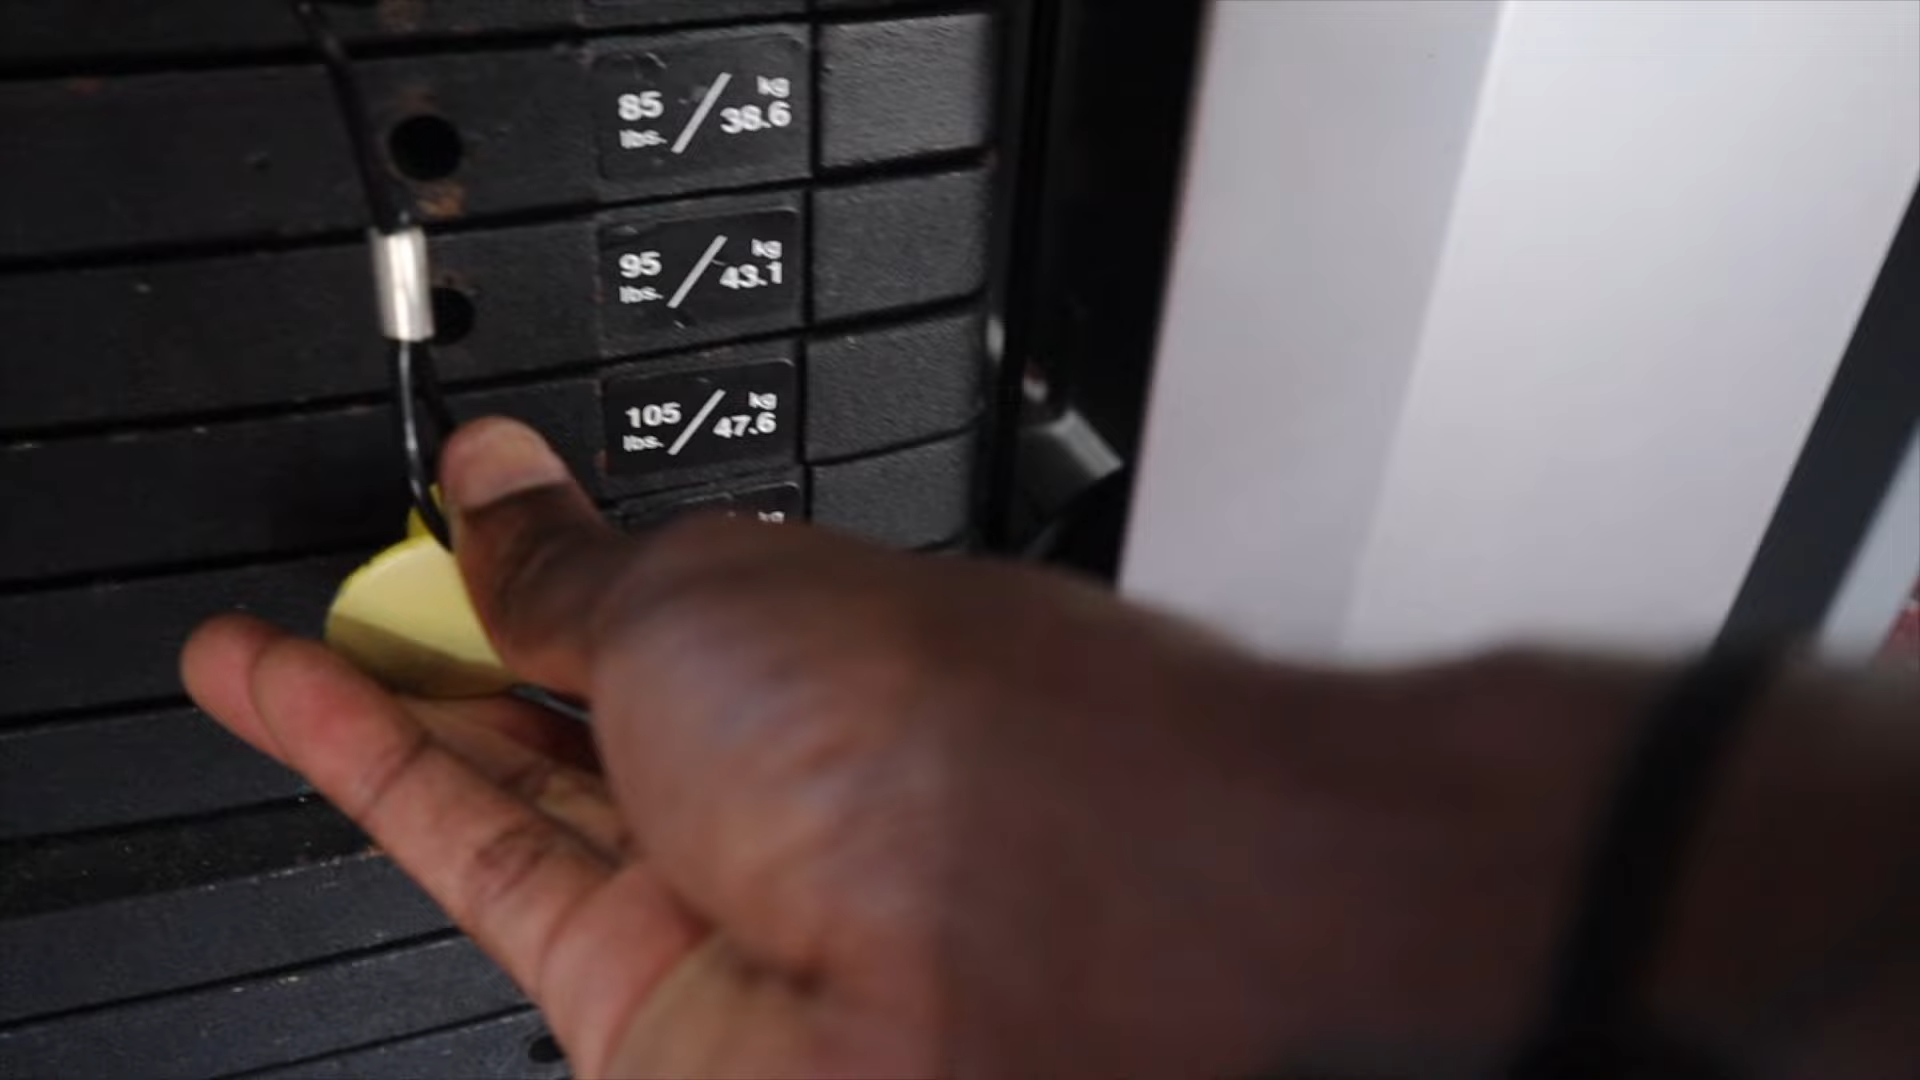 85 lbs. / kg 38.6
95 lbs. / kg 43.1
105 lbs. / kg 47.6
kg